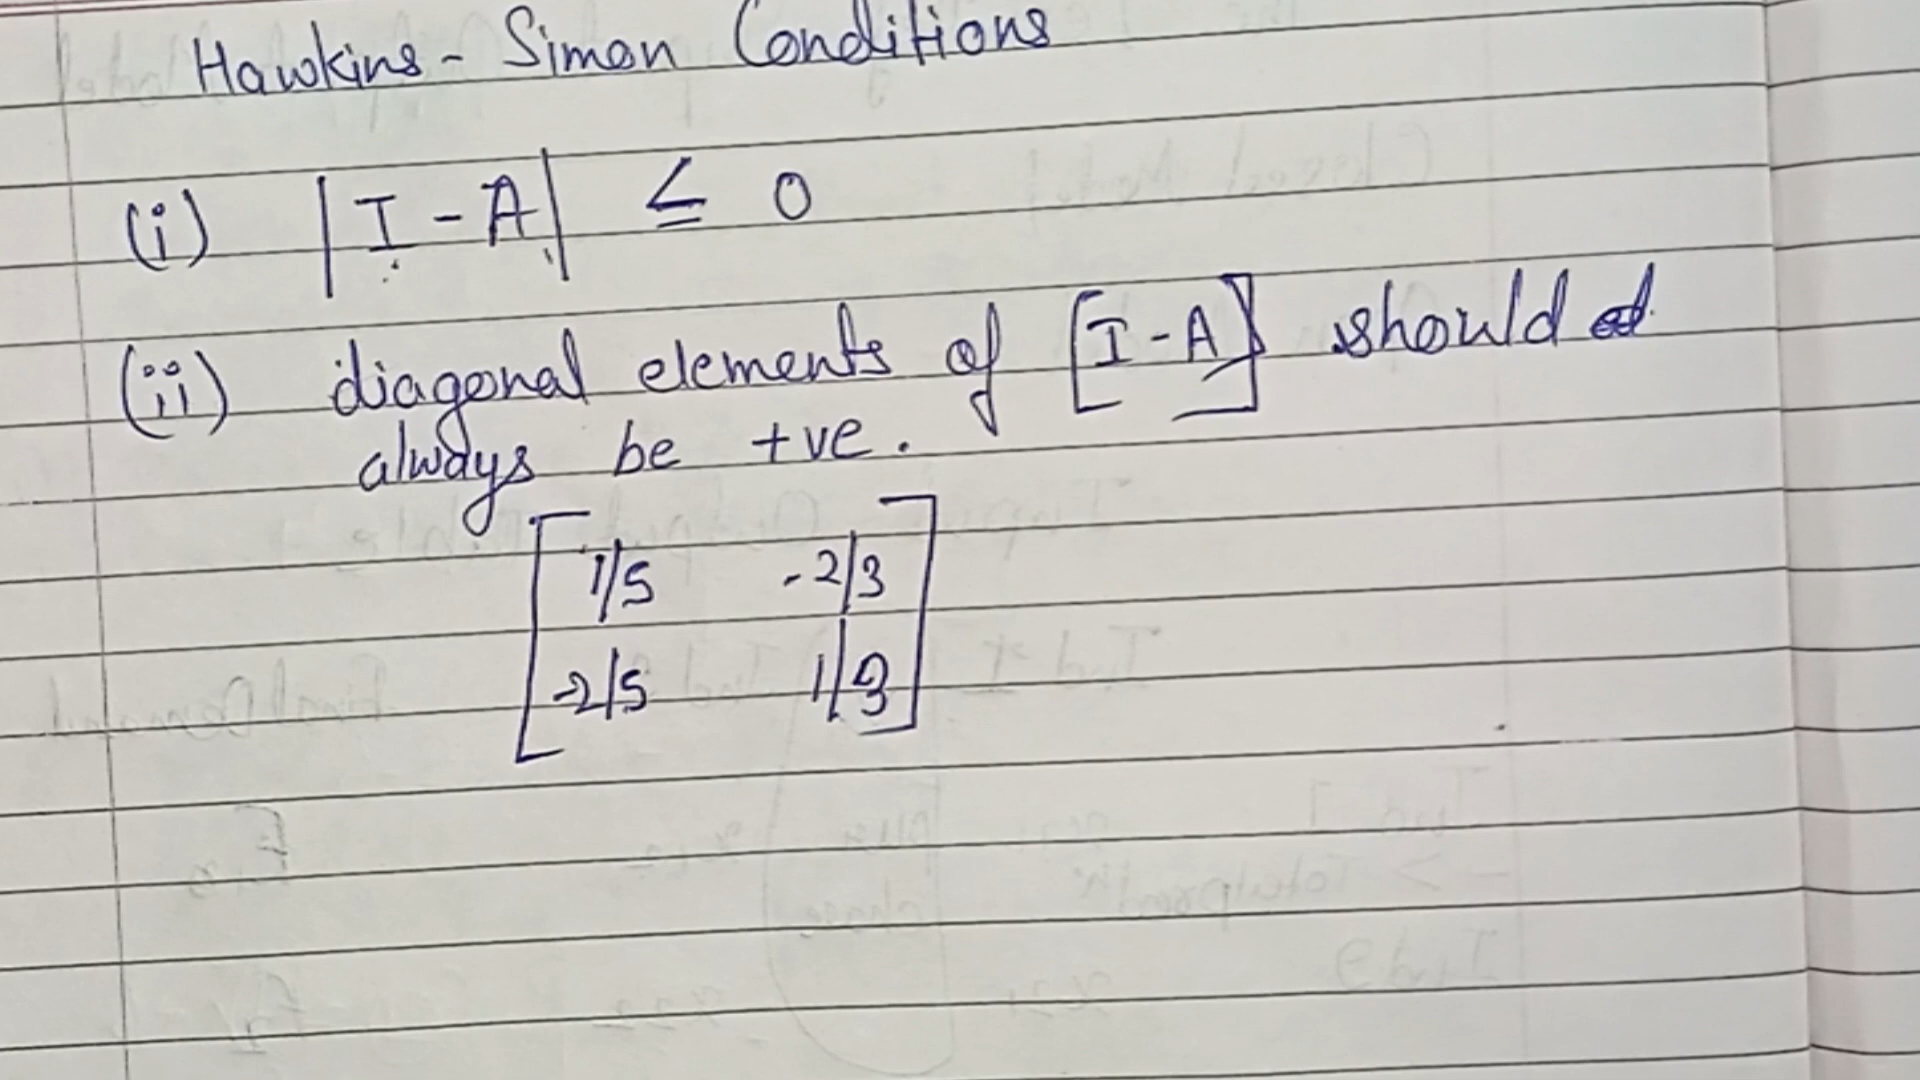 Hawkins - Simon Conditions
(i) |I - A| ≤ 0
(ii) diagonal elements of [I - A] should
always be +ve.
1/5 -2/3
-2/5 1/3